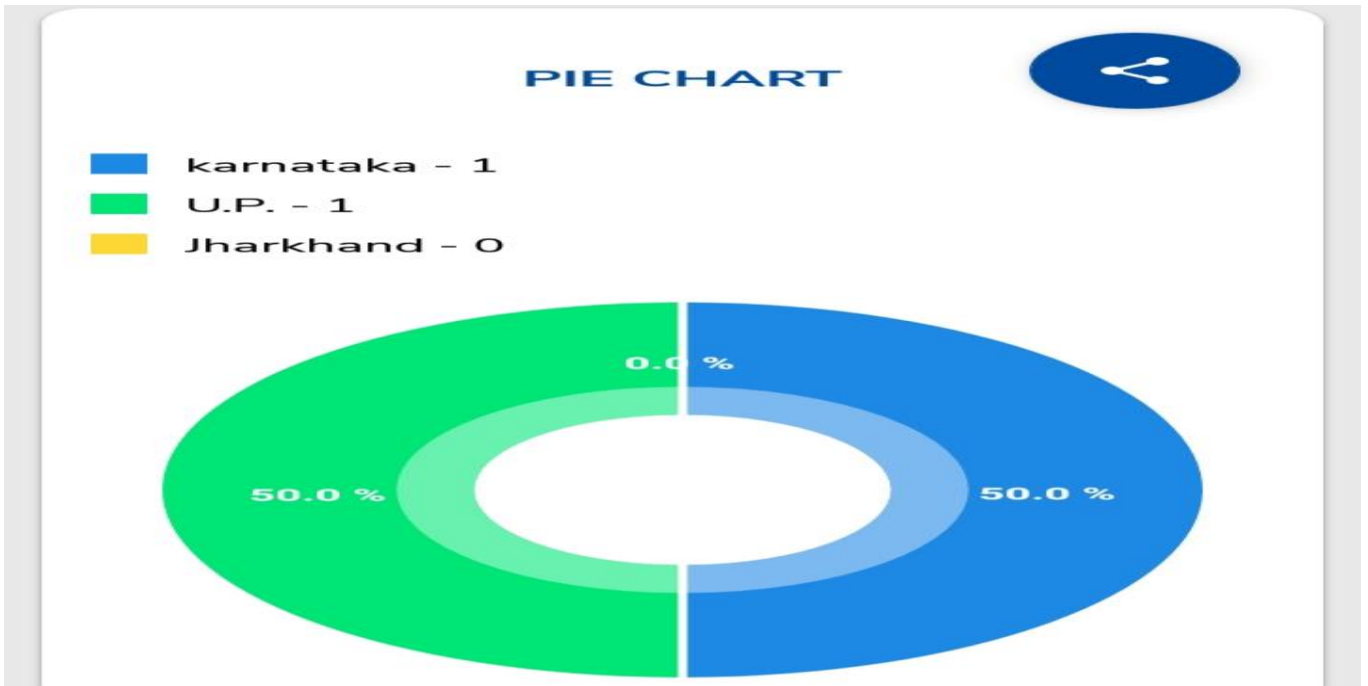 PIE CHART
karnataka - 1
U.P. - 1
Jharkhand - 0
0.0 %
50.0 %
50.0 %